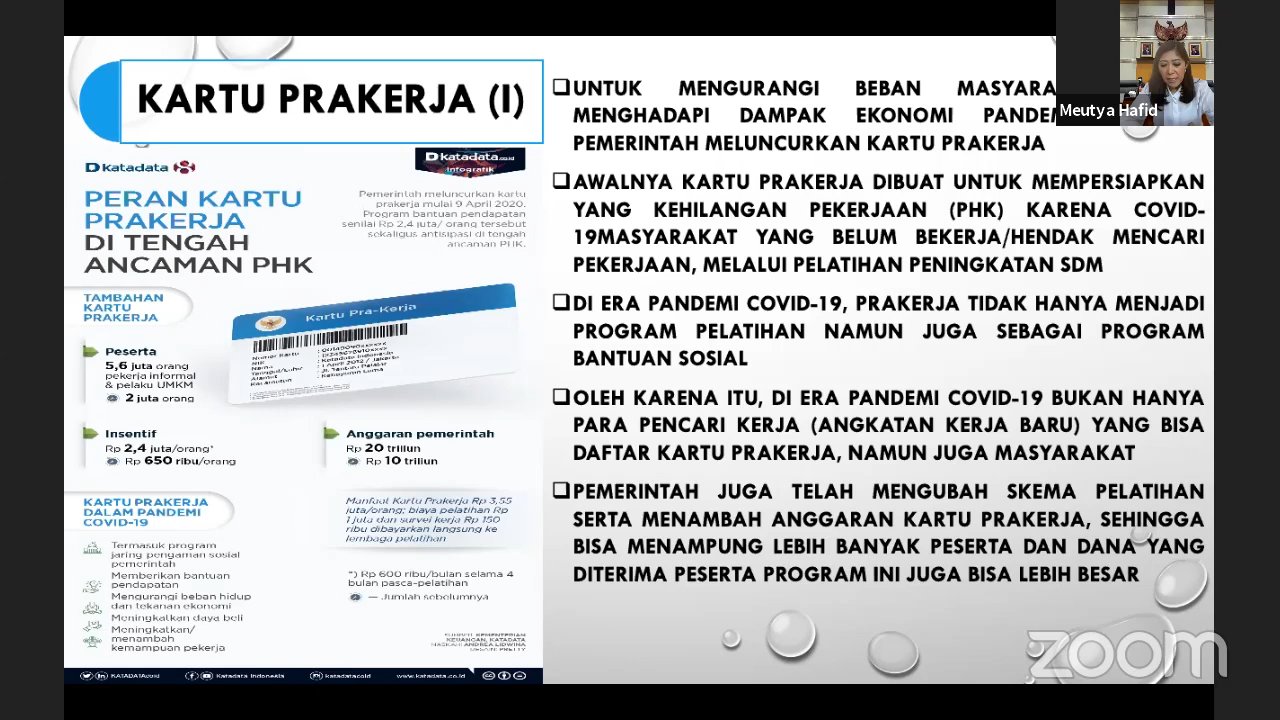 KARTU PRAKERJA (I)
Dkatadata
Dkatadata.co.id
Infografik
PERAN KARTU
PRAKERJA
DI TENGAH
ANCAMAN PHK
Pemerintah meluncurkan kartu
prakerja mulai 9 April 2020.
Program bantuan pendapatan
senilai Rp 2,4 juta/ orang tersebut
sekaligus antisipasi di tengah
ancaman PHK.
TAMBAHAN
KARTU
PRAKERJA
Kartu Pra-Kerja
Peserta
5,6 juta orang
pekerja informal
& pelaku UMKM
2 juta orang
Insentif
Rp 2,4 juta/orang*
Rp 650 ribu/orang
Anggaran pemerintah
Rp 20 triliun
Rp 10 triliun
KARTU PRAKERJA
DALAM PANDEMI
COVID-19
Termasuk program
jaring pengaman sosial
pemerintah
Memberikan bantuan
pendapatan
Mengurangi beban hidup
dan tekanan ekonomi
Meningkatkan daya beli
Meningkatkan/
menambah
kemampuan pekerja
Manfaat Kartu Prakerja Rp 3,55
juta/orang; biaya pelatihan Rp
1 juta dan survei kerja Rp 150
ribu dibayarkan langsung ke
lembaga pelatihan
*) Rp 600 ribu/bulan selama 4
bulan pasca-pelatihan
— Jumlah sebelumnya
KATADATAcoid
Katadata Indonesia
katadatacoid
www.katadata.co.id
❑UNTUK MENGURANGI BEBAN MASYARA
MENGHADAPI DAMPAK EKONOMI PANDEM
PEMERINTAH MELUNCURKAN KARTU PRAKERJA
❑AWALNYA KARTU PRAKERJA DIBUAT UNTUK MEMPERSIAPKAN
YANG KEHILANGAN PEKERJAAN (PHK) KARENA COVID-
19MASYARAKAT YANG BELUM BEKERJA/HENDAK MENCARI
PEKERJAAN, MELALUI PELATIHAN PENINGKATAN SDM
❑DI ERA PANDEMI COVID-19, PRAKERJA TIDAK HANYA MENJADI
PROGRAM PELATIHAN NAMUN JUGA SEBAGAI PROGRAM
BANTUAN SOSIAL
❑OLEH KARENA ITU, DI ERA PANDEMI COVID-19 BUKAN HANYA
PARA PENCARI KERJA (ANGKATAN KERJA BARU) YANG BISA
DAFTAR KARTU PRAKERJA, NAMUN JUGA MASYARAKAT
❑PEMERINTAH JUGA TELAH MENGUBAH SKEMA PELATIHAN
SERTA MENAMBAH ANGGARAN KARTU PRAKERJA, SEHINGGA
BISA MENAMPUNG LEBIH BANYAK PESERTA DAN DANA YANG
DITERIMA PESERTA PROGRAM INI JUGA BISA LEBIH BESAR
Meutya Hafid
zoom